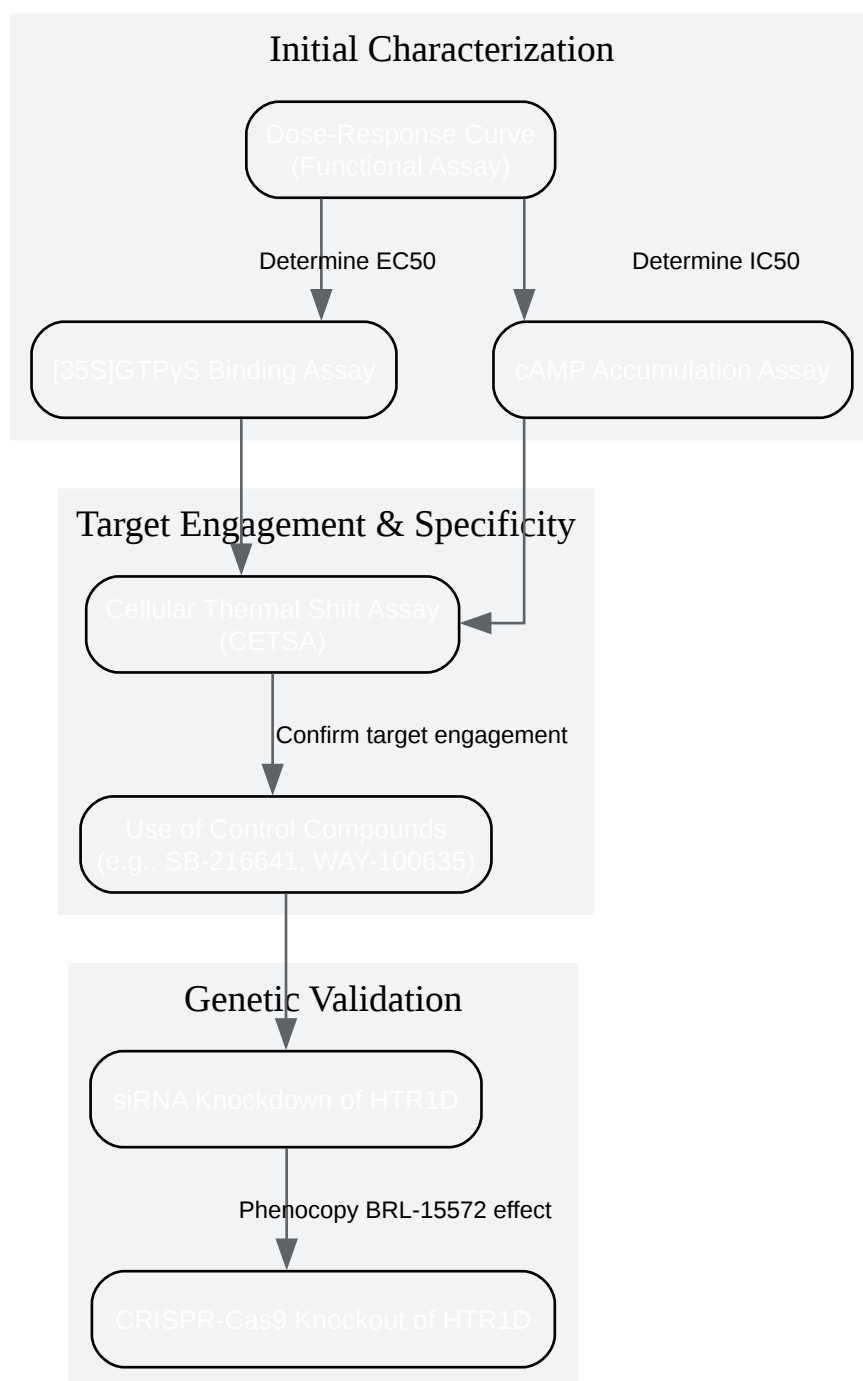 Initial Characterization
Dose-Response Curve
(Functional Assay)
Determine EC50
Determine IC50
[35S]GTPγS Binding Assay
cAMP Accumulation Assay
Target Engagement & Specificity
Cellular Thermal Shift Assay
(CETSA)
Confirm target engagement
Use of Control Compounds
(e.g., SB-216641, WAY-100635)
Genetic Validation
siRNA Knockdown of HTR1D
Phenocopy BRL-15572 effect
CRISPR-Cas9 Knockout of HTR1D